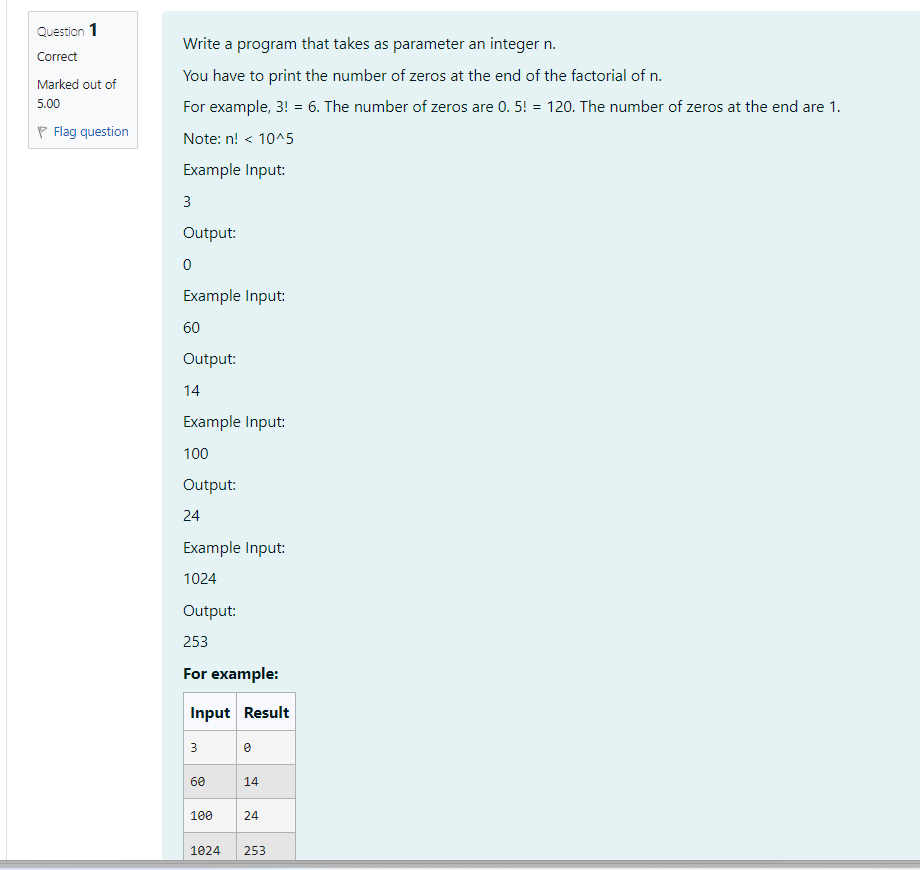 Question 1
Correct
Marked out of
5.00
Flag question
Write a program that takes as parameter an integer n.
You have to print the number of zeros at the end of the factorial of n.
For example, 3! = 6. The number of zeros are 0. 5! = 120. The number of zeros at the end are 1.
Note: n! < 10^5
Example Input:
3
Output:
0
Example Input:
60
Output:
14
Example Input:
100
Output:
24
Example Input:
1024
Output:
253
For example:
Input Result
3 0
60 14
100 24
1024 253